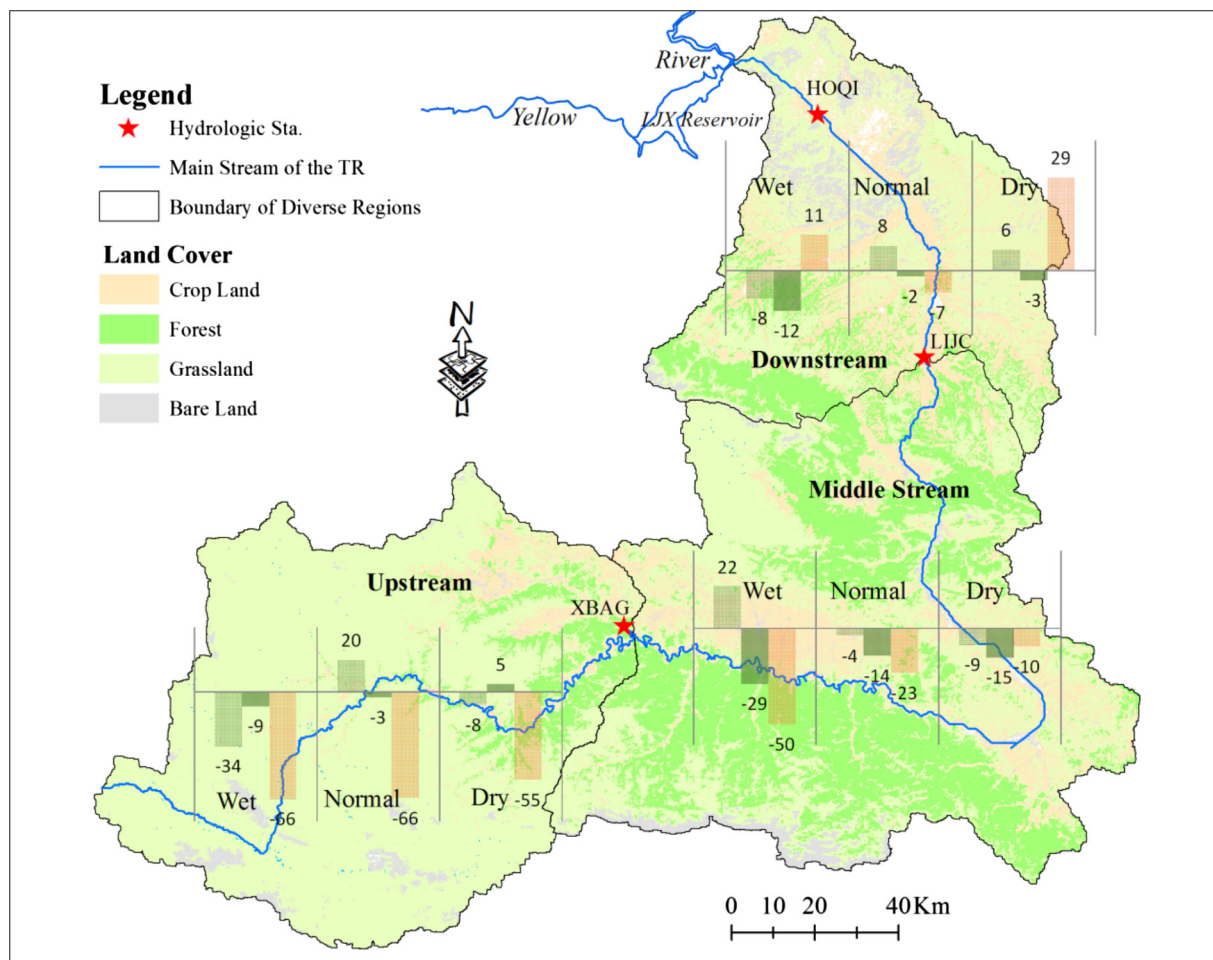 Legend
Hydrologic Sta.
Main Stream of the TR
Boundary of Diverse Regions
Land Cover
Crop Land
Forest
Grassland
Bare Land
N
River
Yellow
LJX Reservoir
HOQI
Wet
Normal
Dry
11
8
6
29
-8
-12
-2
-7
-3
LIJC
Downstream
Middle Stream
Upstream
XBAG
22
Wet
Normal
Dry
-29
-50
-4
-14
-23
-9
-15
-10
20
5
-34
-9
-66
-3
-66
-8
-55
Wet
Normal
Dry
0 10 20 40Km